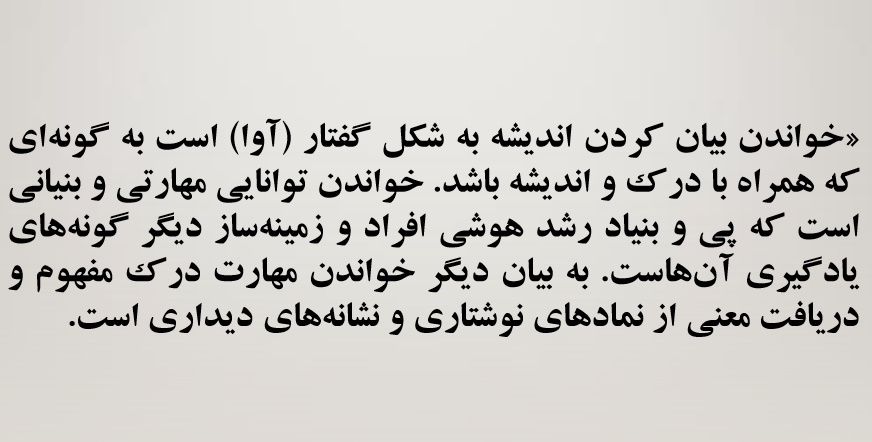 «خواندن بیان کردن اندیشه به شکل گفتار (آوا) است به گونه‌ای
که همراه با درک و اندیشه باشد. خواندن توانایی مهارتی و بنیانی
است که پی و بنیاد رشد هوشی افراد و زمینه‌ساز دیگر گونه‌های
یادگیری آن‌هاست. به بیان دیگر خواندن مهارت درک مفهوم و
دریافت معنی از نمادهای نوشتاری و نشانه‌های دیداری است.